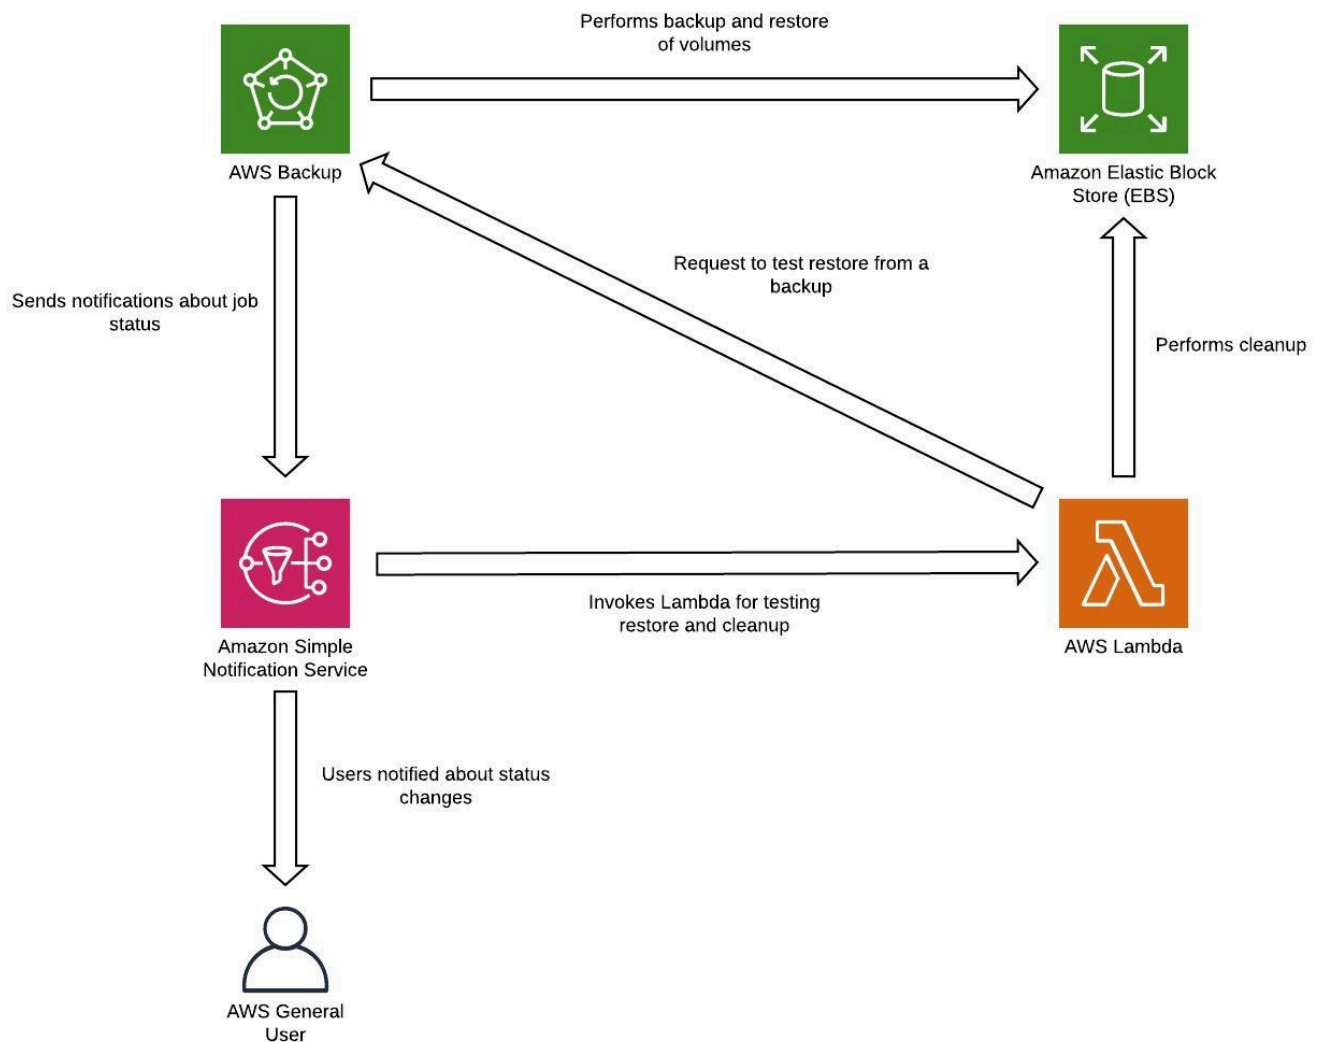 Performs backup and restore
of volumes
AWS Backup
Amazon Elastic Block
Store (EBS)
Request to test restore from a
backup
Sends notifications about job
status
Performs cleanup
Invokes Lambda for testing
restore and cleanup
Amazon Simple
Notification Service
AWS Lambda
Users notified about status
changes
AWS General
User